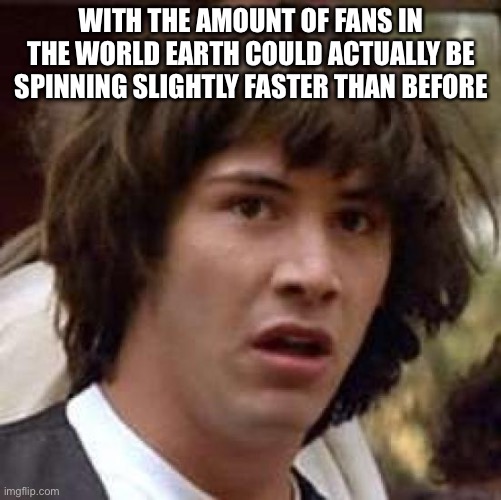 WITH THE AMOUNT OF FANS IN
THE WORLD EARTH COULD ACTUALLY BE
SPINNING SLIGHTLY FASTER THAN BEFORE
imgflip.com